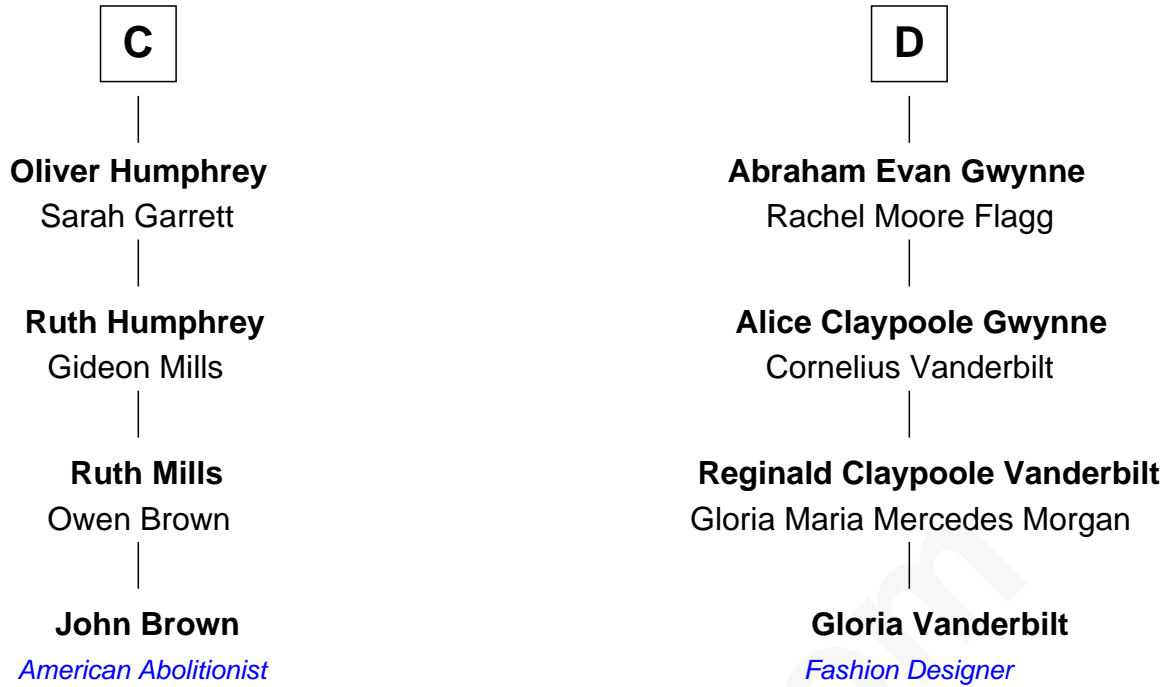 C
Oliver Humphrey
Sarah Garrett
Ruth Humphrey
Gideon Mills
Ruth Mills
Owen Brown
John Brown
American Abolitionist
D
Abraham Evan Gwynne
Rachel Moore Flagg
Alice Claypoole Gwynne
Cornelius Vanderbilt
Reginald Claypoole Vanderbilt
Gloria Maria Mercedes Morgan
Gloria Vanderbilt
Fashion Designer